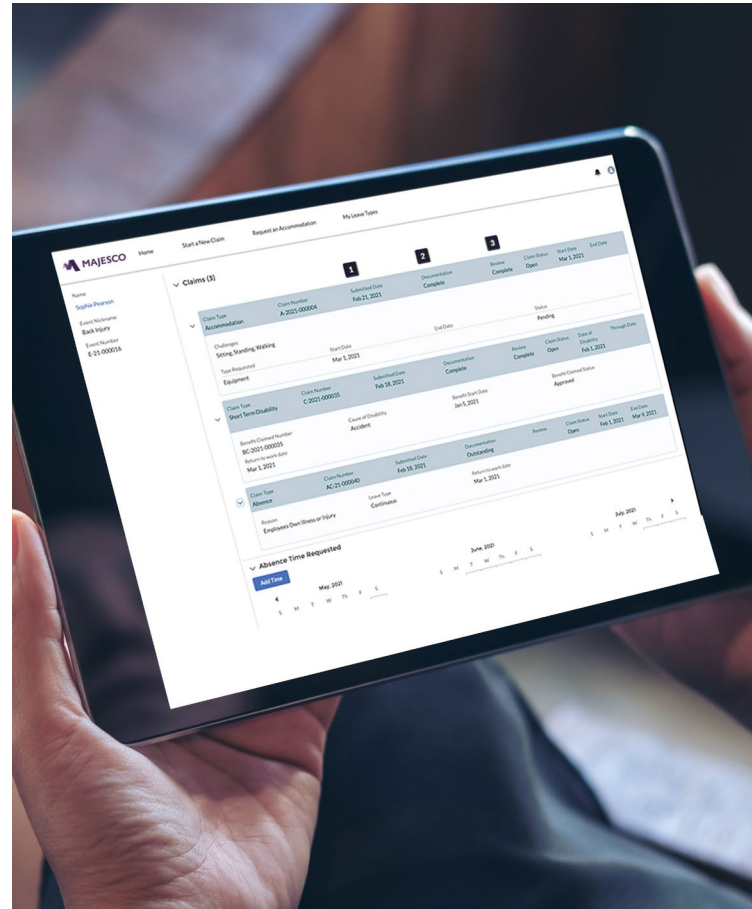 MAJESCO
Home
Start a New Claim
Request an Accommodation
My Leave Types
Name
Sophie Pearson
Event Nickname
Back Injury
Event Number
E-21-000016
Claims (3)
1
2
3
Claim Type Claim Number Submitted Date Documentation Review Claim Status Start Date End Date
Accommodation A-2021-000004 Feb 21, 2021 Complete Complete Open Mar 1, 2021
Challenges
Sitting, Standing, Walking
Type Requested Start Date End Date Status
Equipment Mar 1, 2021 Pending
Claim Type Claim Number Submitted Date Documentation Review Claim Status Date of Disability Through Date
Short Term Disability C-2021-000035 Feb 18, 2021 Complete Complete Open Feb 1, 2021
Benefit Claimed Number Cause of Disability Benefit Start Date Benefit Claimed Status
BC-2021-000035 Accident Jan 5, 2021 Approved
Return to work date
Mar 1, 2021
Claim Type Claim Number Submitted Date Documentation Review Claim Status Start Date End Date
Absence AC-21-000040 Feb 18, 2021 Outstanding Open Feb 1, 2021 Mar 9, 2021
Reason Leave Type Return to work date
Employees Own Illness or Injury Continuous Mar 1, 2021
Absence Time Requested
Add Time
May, 2021 June, 2021 July, 2021
S M T W Th F S S M T W Th F S S M T W Th F S